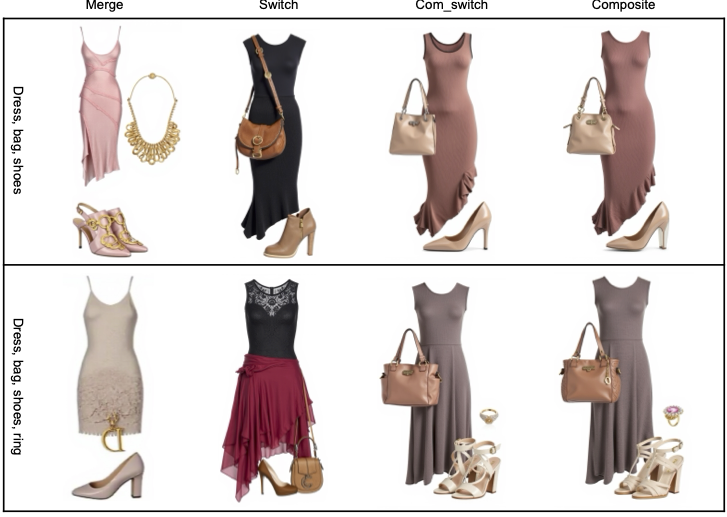 Merge Switch Com_switch Composite
Dress, bag, shoes
Dress, bag, shoes, ring